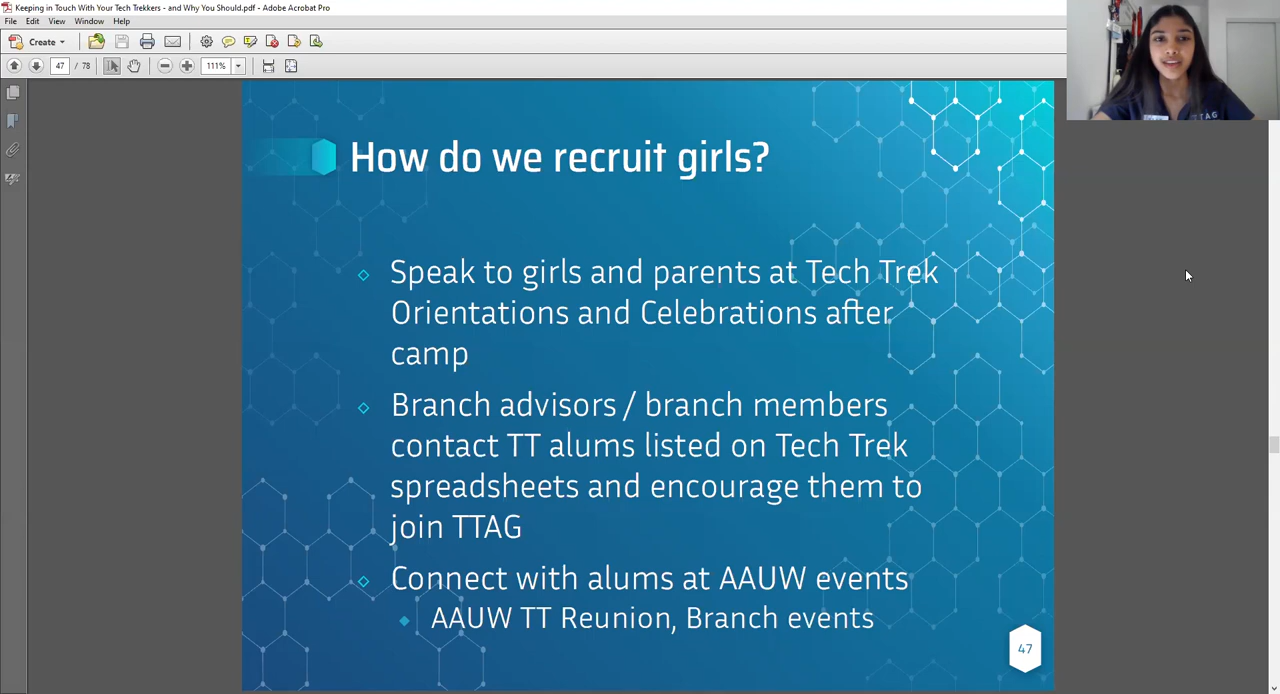 Keeping in Touch With Your Tech Trekkers - and Why You Should.pdf - Adobe Acrobat Pro
File Edit View Window Help
Create
47 / 78 111%
How do we recruit girls?
Speak to girls and parents at Tech Trek
Orientations and Celebrations after
camp
Branch advisors / branch members
contact TT alums listed on Tech Trek
spreadsheets and encourage them to
join TTAG
Connect with alums at AAUW events
AAUW TT Reunion, Branch events
47